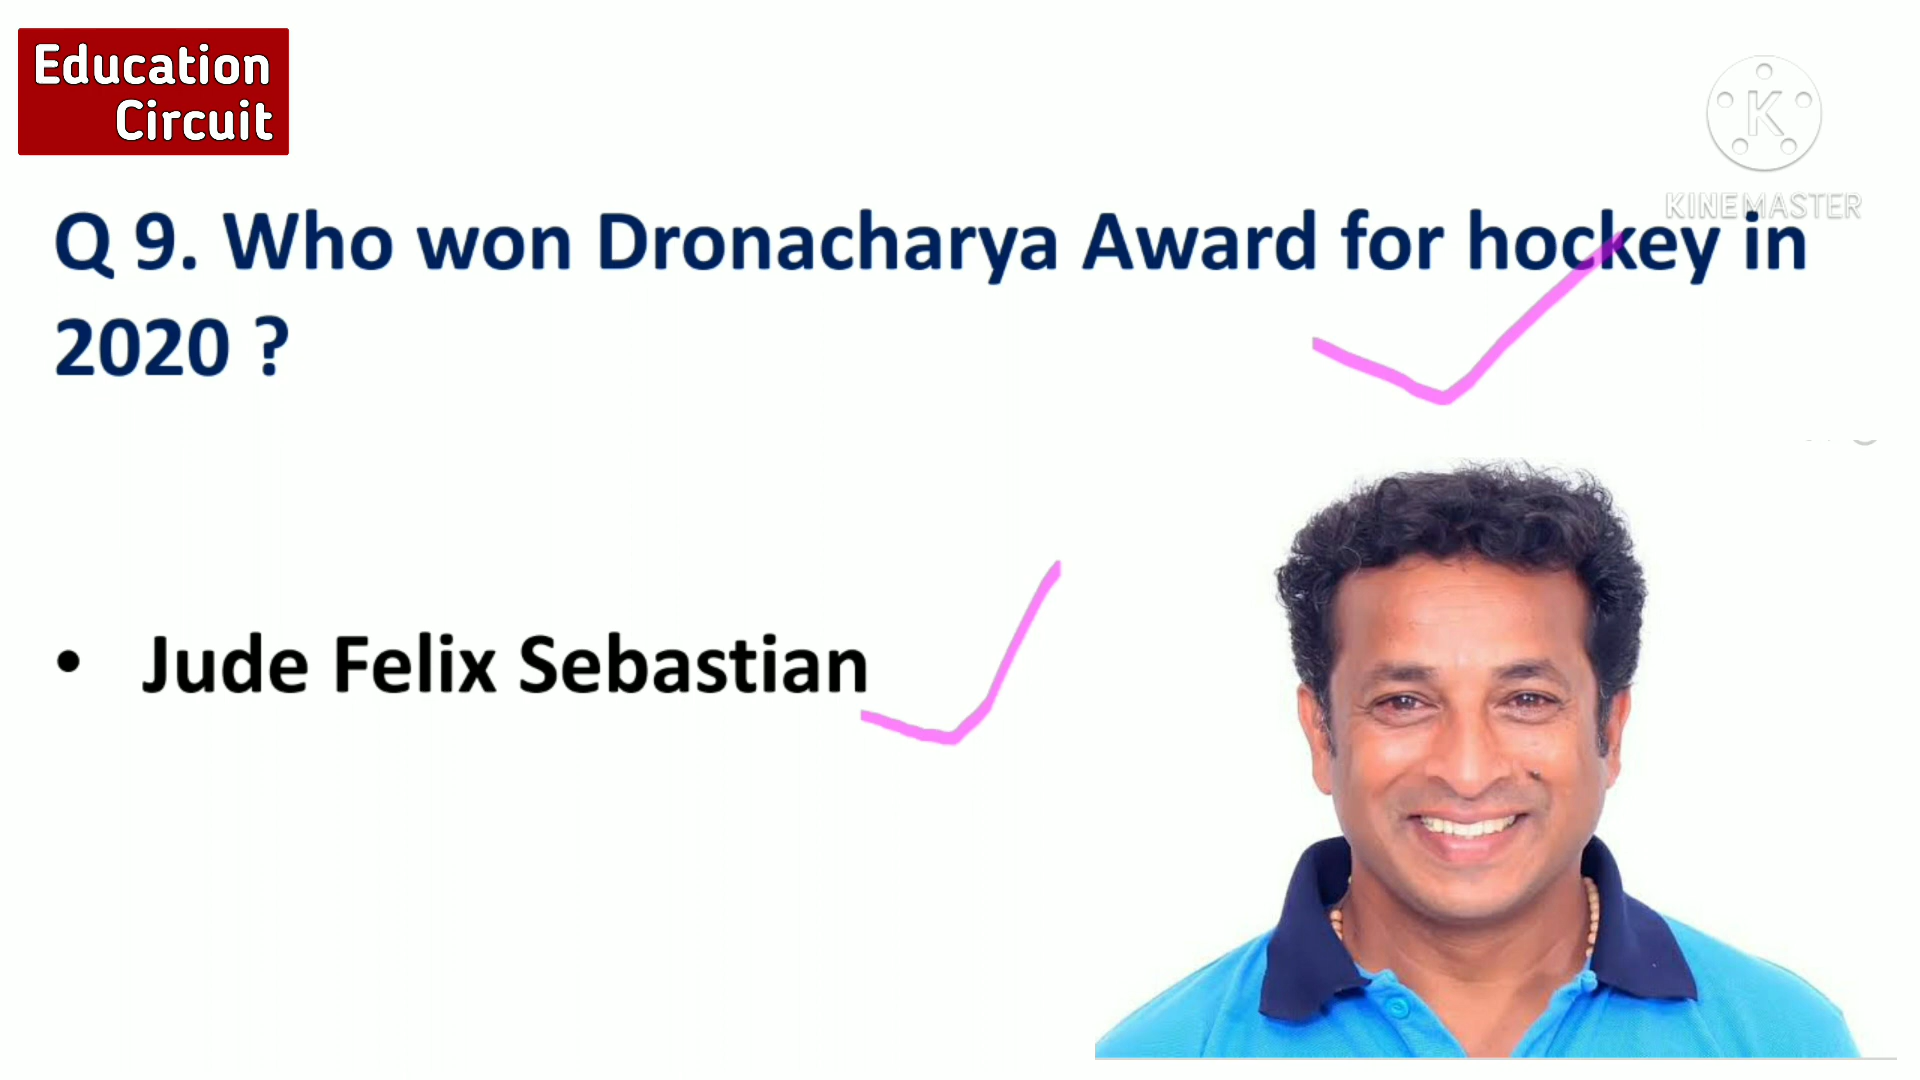 Education
Circuit
K
KINEMASTER
Q 9. Who won Dronacharya Award for hockey in
2020 ?
• Jude Felix Sebastian